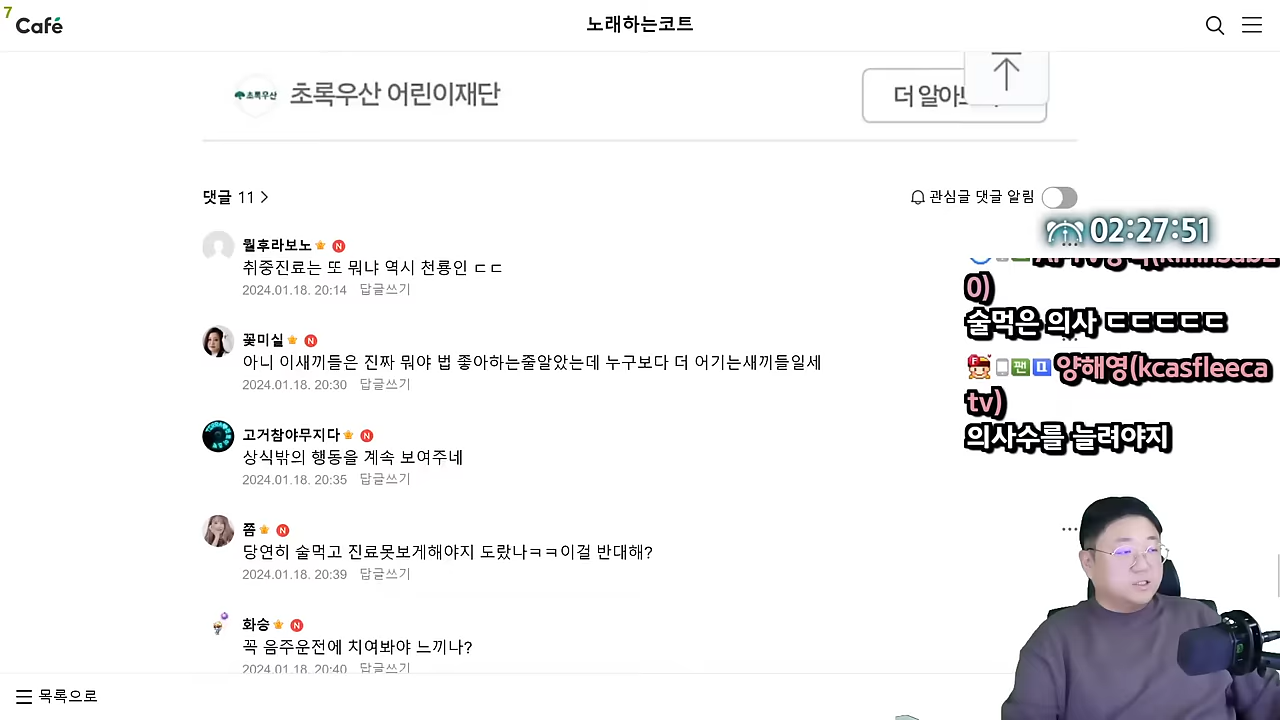 7
Café
노래하는코트
초록우산
초록우산 어린이재단
더
댓글 11
관심글 댓글 알림
02:27:51
월후라보노 N
취중진료는 또 뭐냐 역시 천룡인 ㄷㄷ
2024.01.18. 20:14 답글쓰기
꽃미실 N
아니 이새끼들은 진짜 뭐야 법 좋아하는줄알았는데 누구보다 더 어기는새끼들일세
2024.01.18. 20:30 답글쓰기
고거참야무지다 N
상식밖의 행동을 계속 보여주네
2024.01.18. 20:35 답글쓰기
쫌 N
당연히 술먹고 진료못보게해야지 도랐나ㅋㅋ이걸 반대해?
2024.01.18. 20:39 답글쓰기
화승 N
꼭 음주운전에 치여봐야 느끼나?
2024.01.18. 20:40 답글쓰기
목록으로
0)
술먹은 의사 ㄷㄷㄷㄷㄷ
팬 양해영(kcasfleeca
tv)
의사수를 늘려야지